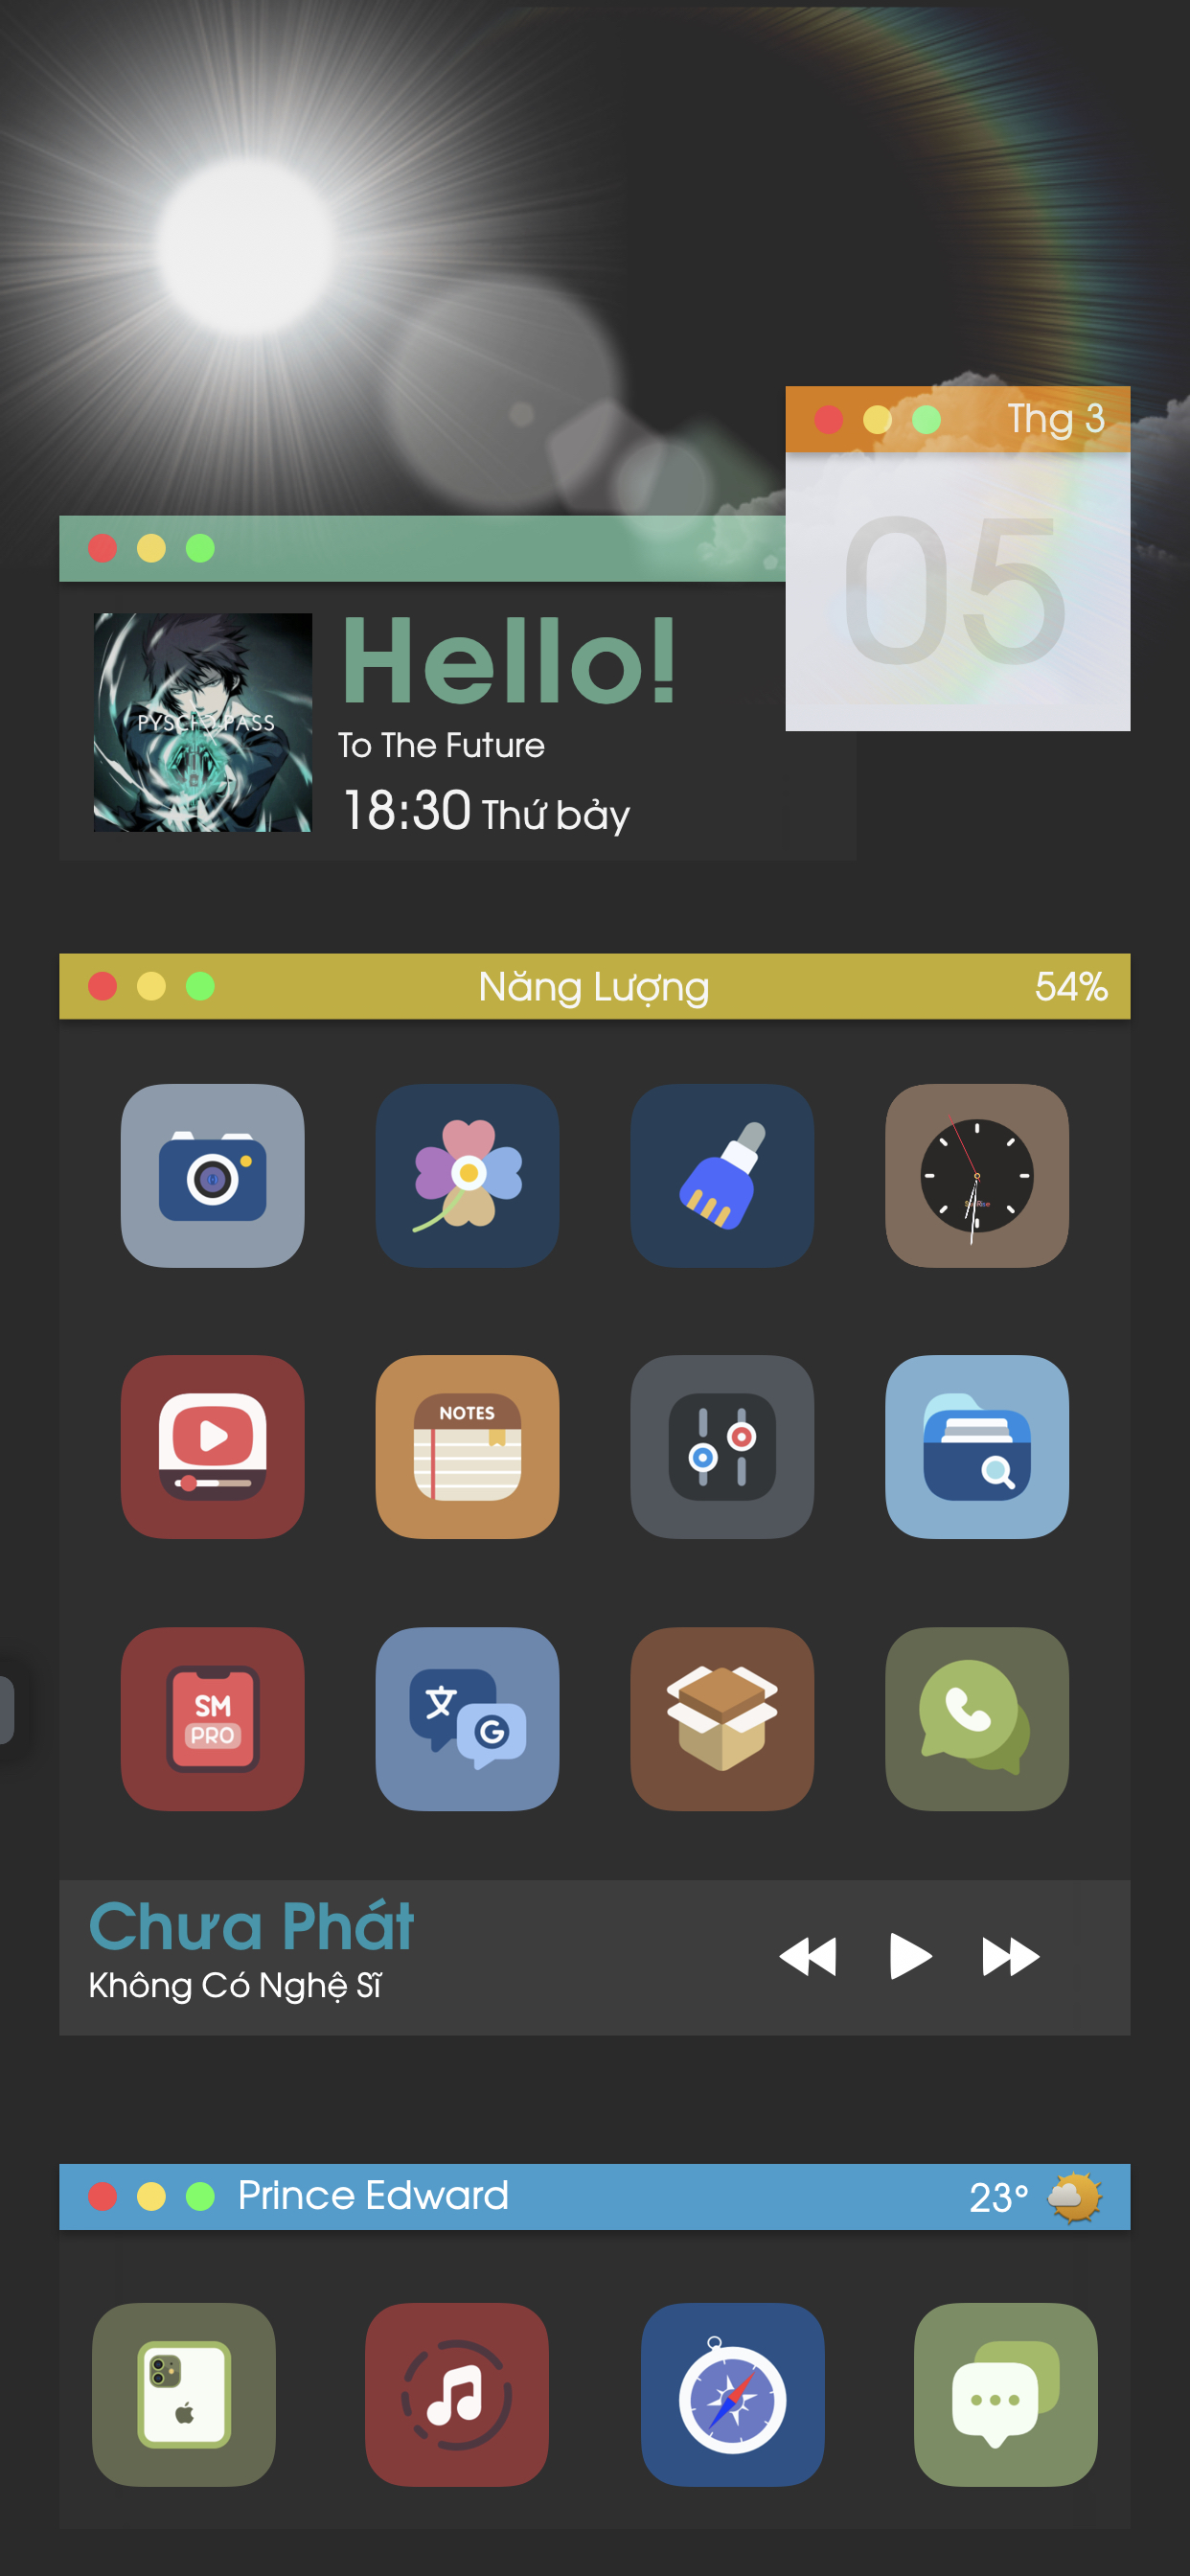 Thg 3
05
PYSCHO PASS
Hello!
To The Future
18:30 Thứ bảy
Năng Lượng 54%
NOTES
SM
PRO
文
G
Chưa Phát
Không Có Nghệ Sĩ
Prince Edward 23°